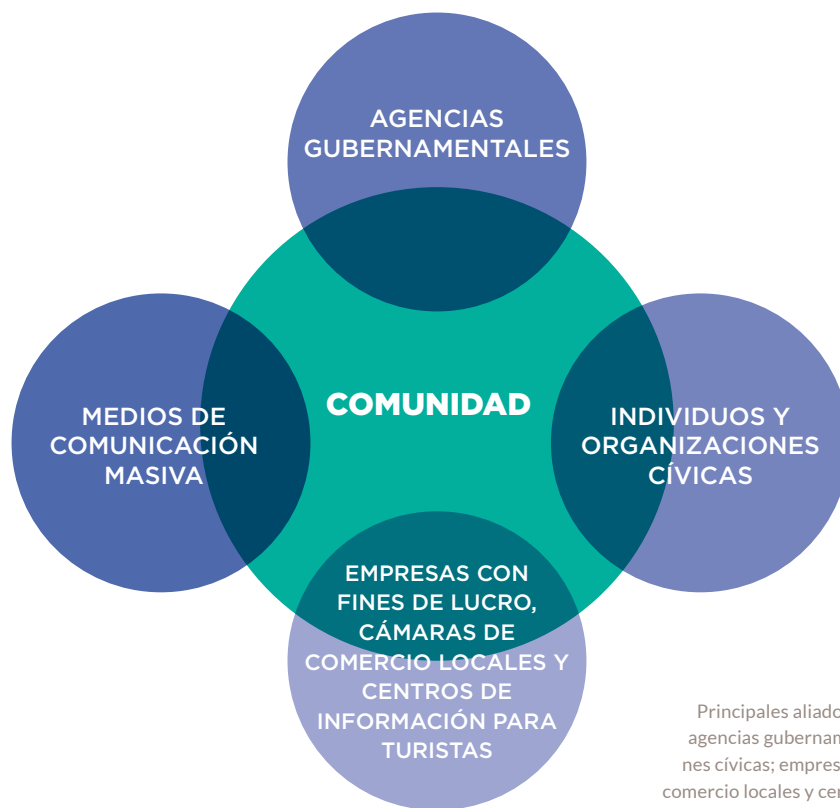 AGENCIAS
GUBERNAMENTALES
COMUNIDAD
MEDIOS DE
COMUNICACIÓN
MASIVA
INDIVIDUOS Y
ORGANIZACIONES
CÍVICAS
EMPRESAS CON
FINES DE LUCRO,
CÁMARAS DE
COMERCIO LOCALES Y
CENTROS DE
INFORMACIÓN PARA
TURISTAS
Principales aliado
agencias gubernam
nes cívicas; empres
comercio locales y cen